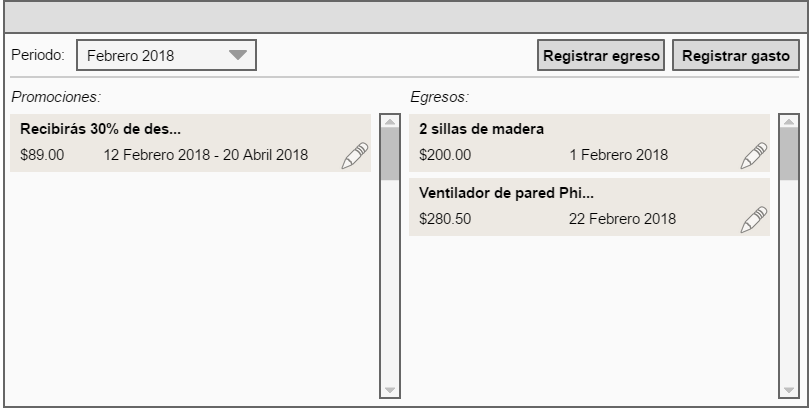 Periodo: Febrero 2018 Registrar egreso Registrar gasto
Promociones:
Recibirás 30% de des...
$89.00 12 Febrero 2018 - 20 Abril 2018
Egresos:
2 sillas de madera
$200.00 1 Febrero 2018
Ventilador de pared Phi...
$280.50 22 Febrero 2018